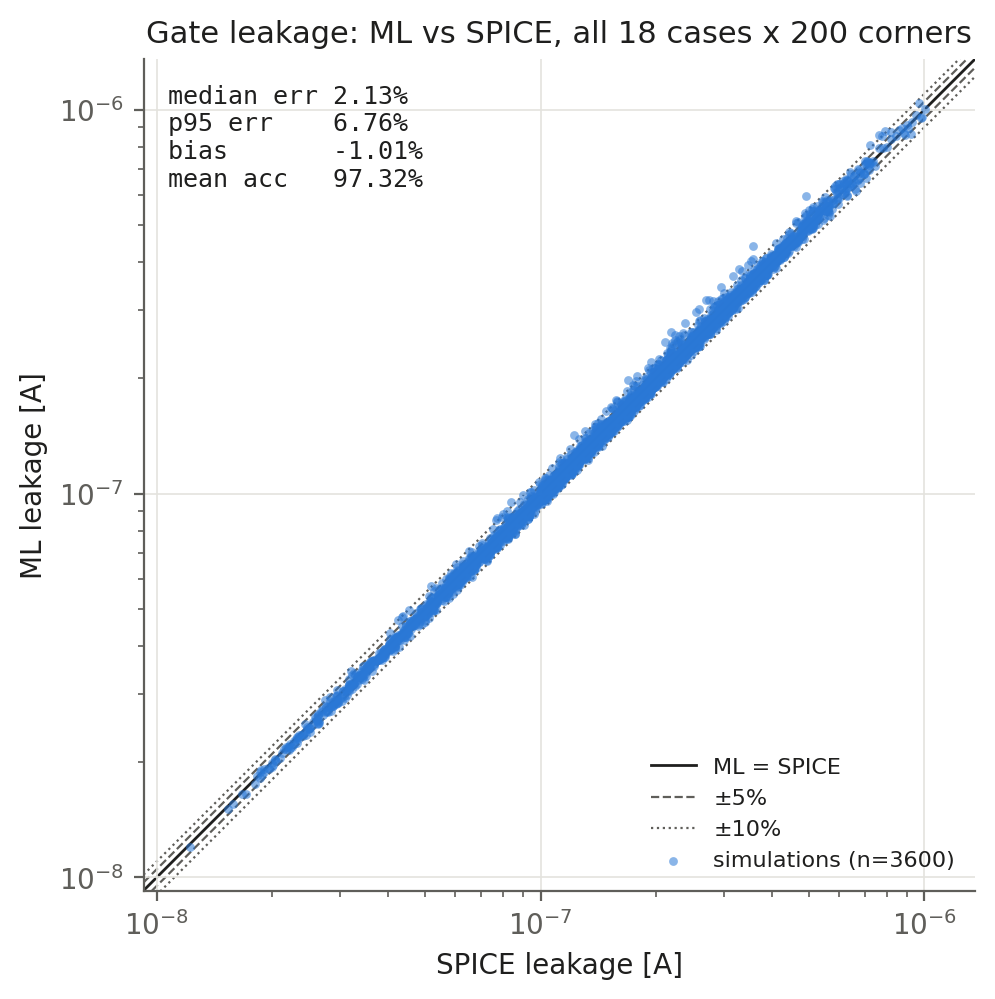 Gate leakage: ML vs SPICE, all 18 cases x 200 corners
median err 2.13%
p95 err 6.76%
bias -1.01%
mean acc 97.32%
10⁻⁶
10⁻⁷
10⁻⁸
ML leakage [A]
ML = SPICE
±5%
±10%
simulations (n=3600)
10⁻⁸ 10⁻⁷ 10⁻⁶
SPICE leakage [A]